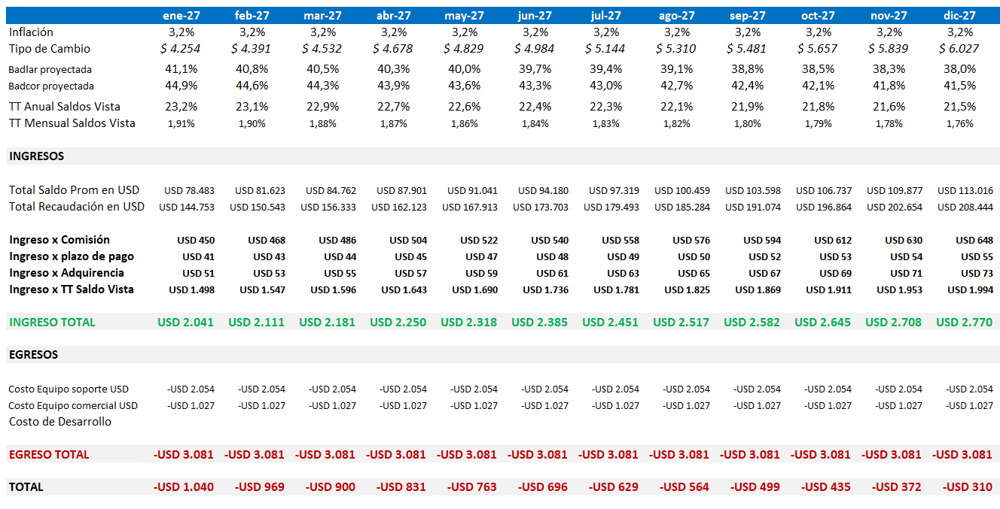 ene-27 feb-27 mar-27 abr-27 may-27 jun-27 jul-27 ago-27 sep-27 oct-27 nov-27 dic-27
Inflación 3,2% 3,2% 3,2% 3,2% 3,2% 3,2% 3,2% 3,2% 3,2% 3,2% 3,2% 3,2%
Tipo de Cambio $ 4.254 $ 4.391 $ 4.532 $ 4.678 $ 4.829 $ 4.984 $ 5.144 $ 5.310 $ 5.481 $ 5.657 $ 5.839 $ 6.027
Badlar proyectada 41,1% 40,8% 40,5% 40,3% 40,0% 39,7% 39,4% 39,1% 38,8% 38,5% 38,3% 38,0%
Badcor proyectada 44,9% 44,6% 44,3% 43,9% 43,6% 43,3% 43,0% 42,7% 42,4% 42,1% 41,8% 41,5%
TT Anual Saldos Vista 23,2% 23,1% 22,9% 22,7% 22,6% 22,4% 22,3% 22,1% 21,9% 21,8% 21,6% 21,5%
TT Mensual Saldos Vista 1,91% 1,90% 1,88% 1,87% 1,86% 1,84% 1,83% 1,82% 1,80% 1,79% 1,78% 1,76%
INGRESOS
Total Saldo Prom en USD USD 78.483 USD 81.623 USD 84.762 USD 87.901 USD 91.041 USD 94.180 USD 97.319 USD 100.459 USD 103.598 USD 106.737 USD 109.877 USD 113.016
Total Recaudación en USD USD 144.753 USD 150.543 USD 156.333 USD 162.123 USD 167.913 USD 173.703 USD 179.493 USD 185.284 USD 191.074 USD 196.864 USD 202.654 USD 208.444
Ingreso x Comisión USD 450 USD 468 USD 486 USD 504 USD 522 USD 540 USD 558 USD 576 USD 594 USD 612 USD 630 USD 648
Ingreso x plazo de pago USD 41 USD 43 USD 44 USD 45 USD 47 USD 48 USD 49 USD 50 USD 52 USD 53 USD 54 USD 55
Ingreso x Adquirencia USD 51 USD 53 USD 55 USD 57 USD 59 USD 61 USD 63 USD 65 USD 67 USD 69 USD 71 USD 73
Ingreso x TT Saldo Vista USD 1.498 USD 1.547 USD 1.596 USD 1.643 USD 1.690 USD 1.736 USD 1.781 USD 1.825 USD 1.869 USD 1.911 USD 1.953 USD 1.994
INGRESO TOTAL USD 2.041 USD 2.111 USD 2.181 USD 2.250 USD 2.318 USD 2.385 USD 2.451 USD 2.517 USD 2.582 USD 2.645 USD 2.708 USD 2.770
EGRESOS
Costo Equipo soporte USD -USD 2.054 -USD 2.054 -USD 2.054 -USD 2.054 -USD 2.054 -USD 2.054 -USD 2.054 -USD 2.054 -USD 2.054 -USD 2.054 -USD 2.054 -USD 2.054
Costo Equipo comercial USD -USD 1.027 -USD 1.027 -USD 1.027 -USD 1.027 -USD 1.027 -USD 1.027 -USD 1.027 -USD 1.027 -USD 1.027 -USD 1.027 -USD 1.027 -USD 1.027
Costo de Desarrollo
EGRESO TOTAL -USD 3.081 -USD 3.081 -USD 3.081 -USD 3.081 -USD 3.081 -USD 3.081 -USD 3.081 -USD 3.081 -USD 3.081 -USD 3.081 -USD 3.081 -USD 3.081
TOTAL -USD 1.040 -USD 969 -USD 900 -USD 831 -USD 763 -USD 696 -USD 629 -USD 564 -USD 499 -USD 435 -USD 372 -USD 310